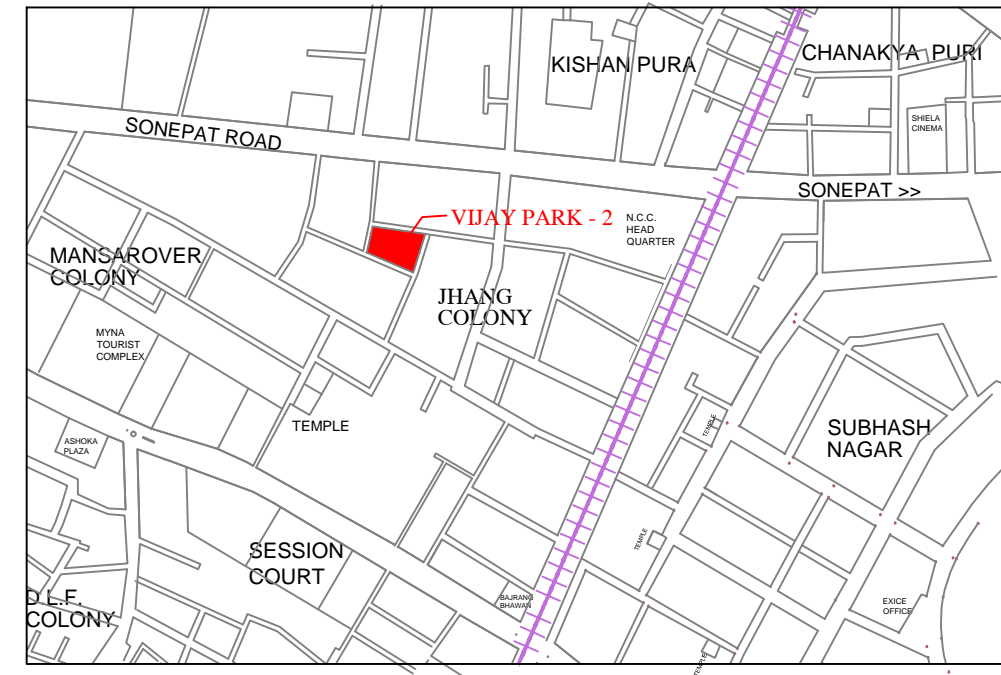 KISHAN PURA
CHANAKYA PURI
SHIELA
CINEMA
SONEPAT ROAD
SONEPAT >>
VIJAY PARK - 2
N.C.C.
HEAD
QUARTER
MANSAROVER
COLONY
JHANG
COLONY
MYNA
TOURIST
COMPLEX
TEMPLE
TEMPLE
SUBHASH
NAGAR
ASHOKA
PLAZA
SESSION
COURT
TEMPLE
BAJRANG
BHAWAN
EXICE
OFFICE
D.L.F.
COLONY
TEMPLE